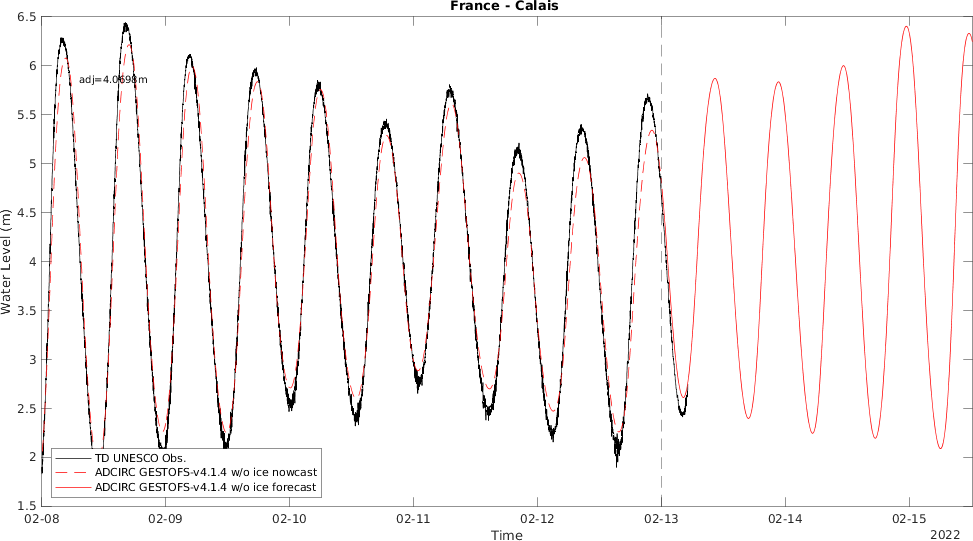 France - Calais
6.5
6
5.5
5
4.5
4
3.5
3
2.5
2
1.5
Water Level (m)
adj=4.0698m
TD UNESCO Obs.
ADCIRC GESTOFS-v4.1.4 w/o ice nowcast
ADCIRC GESTOFS-v4.1.4 w/o ice forecast
02-08 02-09 02-10 02-11 02-12 02-13 02-14 02-15
Time
2022